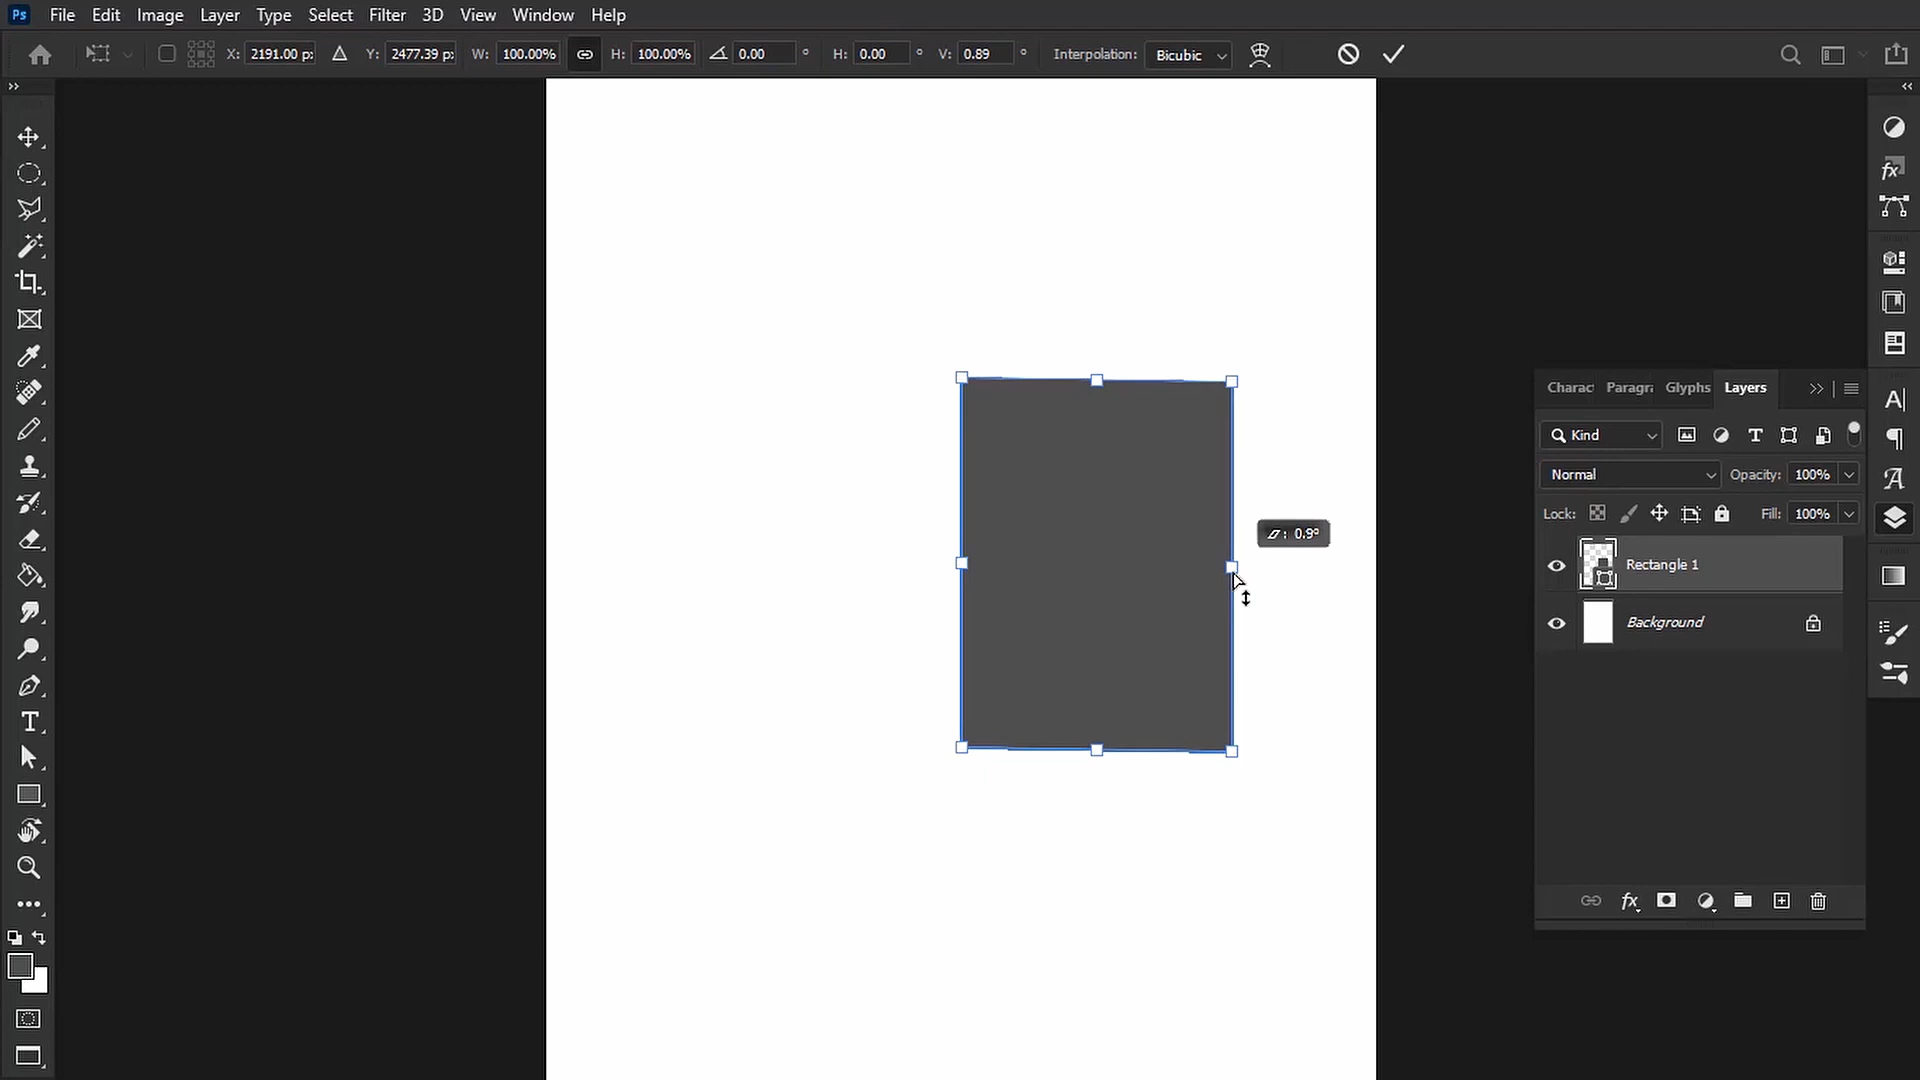 Ps File Edit Image Layer Type Select Filter 3D View Window Help
X: 2191.00 p: Y: 2477.39 p: W: 100.00% H: 100.00% 0.00 ° H: 0.00 ° V: 0.89 ° Interpolation: Bicubic
Charac Paragra Glyphs Layers
Kind
Normal Opacity: 100%
Lock: Fill: 100%
: 0.9°
Rectangle 1
Background